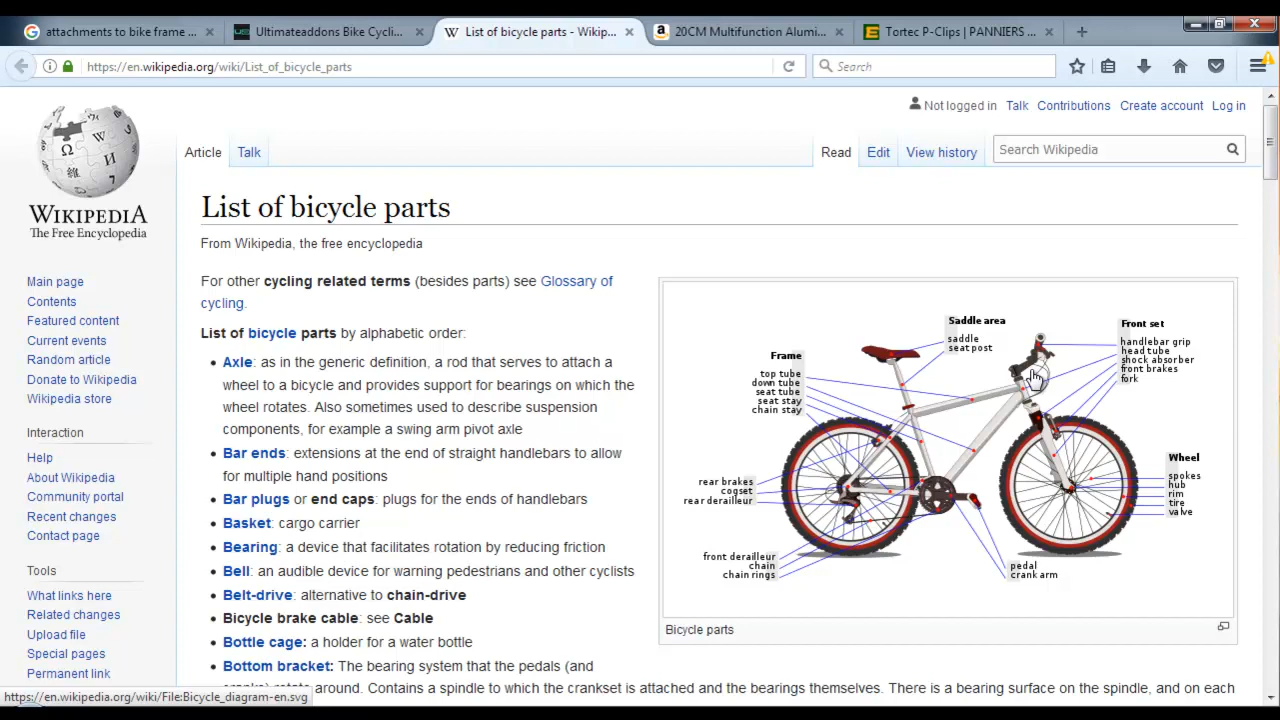 attachments to bike frame ...
Ultimateaddons Bike Cycli...
List of bicycle parts - Wikip...
20CM Multifunction Alumi...
Tortec P-Clips | PANNIERS ...
https://en.wikipedia.org/wiki/List_of_bicycle_parts
Search
Not logged in Talk Contributions Create account Log in
Article Talk Read Edit View history
Search Wikipedia
WIKIPEDIA
The Free Encyclopedia
Main page
Contents
Featured content
Current events
Random article
Donate to Wikipedia
Wikipedia store
Interaction
Help
About Wikipedia
Community portal
Recent changes
Contact page
Tools
What links here
Related changes
Upload file
Special pages
Permanent link
List of bicycle parts
From Wikipedia, the free encyclopedia
For other cycling related terms (besides parts) see Glossary of
cycling.
List of bicycle parts by alphabetic order:
Axle: as in the generic definition, a rod that serves to attach a
wheel to a bicycle and provides support for bearings on which the
wheel rotates. Also sometimes used to describe suspension
components, for example a swing arm pivot axle
Bar ends: extensions at the end of straight handlebars to allow
for multiple hand positions
Bar plugs or end caps: plugs for the ends of handlebars
Basket: cargo carrier
Bearing: a device that facilitates rotation by reducing friction
Bell: an audible device for warning pedestrians and other cyclists
Belt-drive: alternative to chain-drive
Bicycle brake cable: see Cable
Bottle cage: a holder for a water bottle
Bottom bracket: The bearing system that the pedals (and
around. Contains a spindle to which the crankset is attached and the bearings themselves. There is a bearing surface on the spindle, and on each
Saddle area
saddle
seat post
Front set
handlebar grip
head tube
shock absorber
front brakes
fork
Frame
top tube
down tube
seat tube
seat stay
chain stay
Wheel
spokes
hub
rim
tire
valve
rear brakes
cogset
rear derailleur
front derailleur
chain
chain rings
pedal
crank arm
Bicycle parts
https://en.wikipedia.org/wiki/File:Bicycle_diagram-en.svg